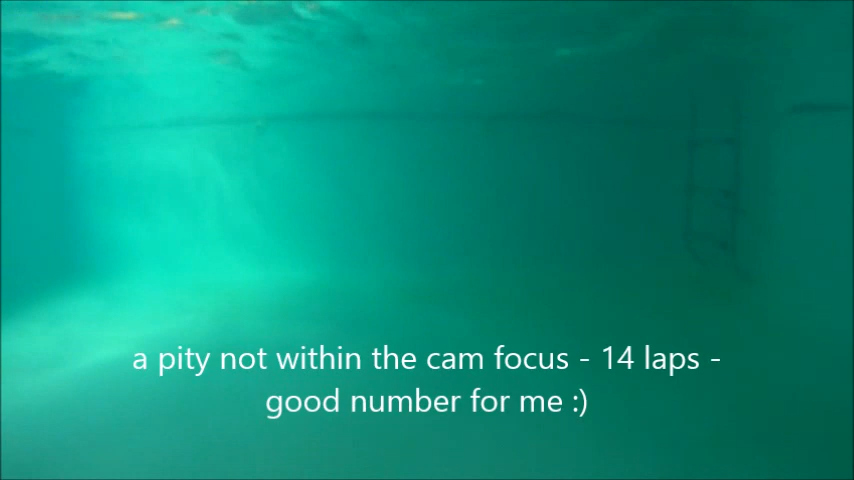 a pity not within the cam focus - 14 laps -
good number for me :)